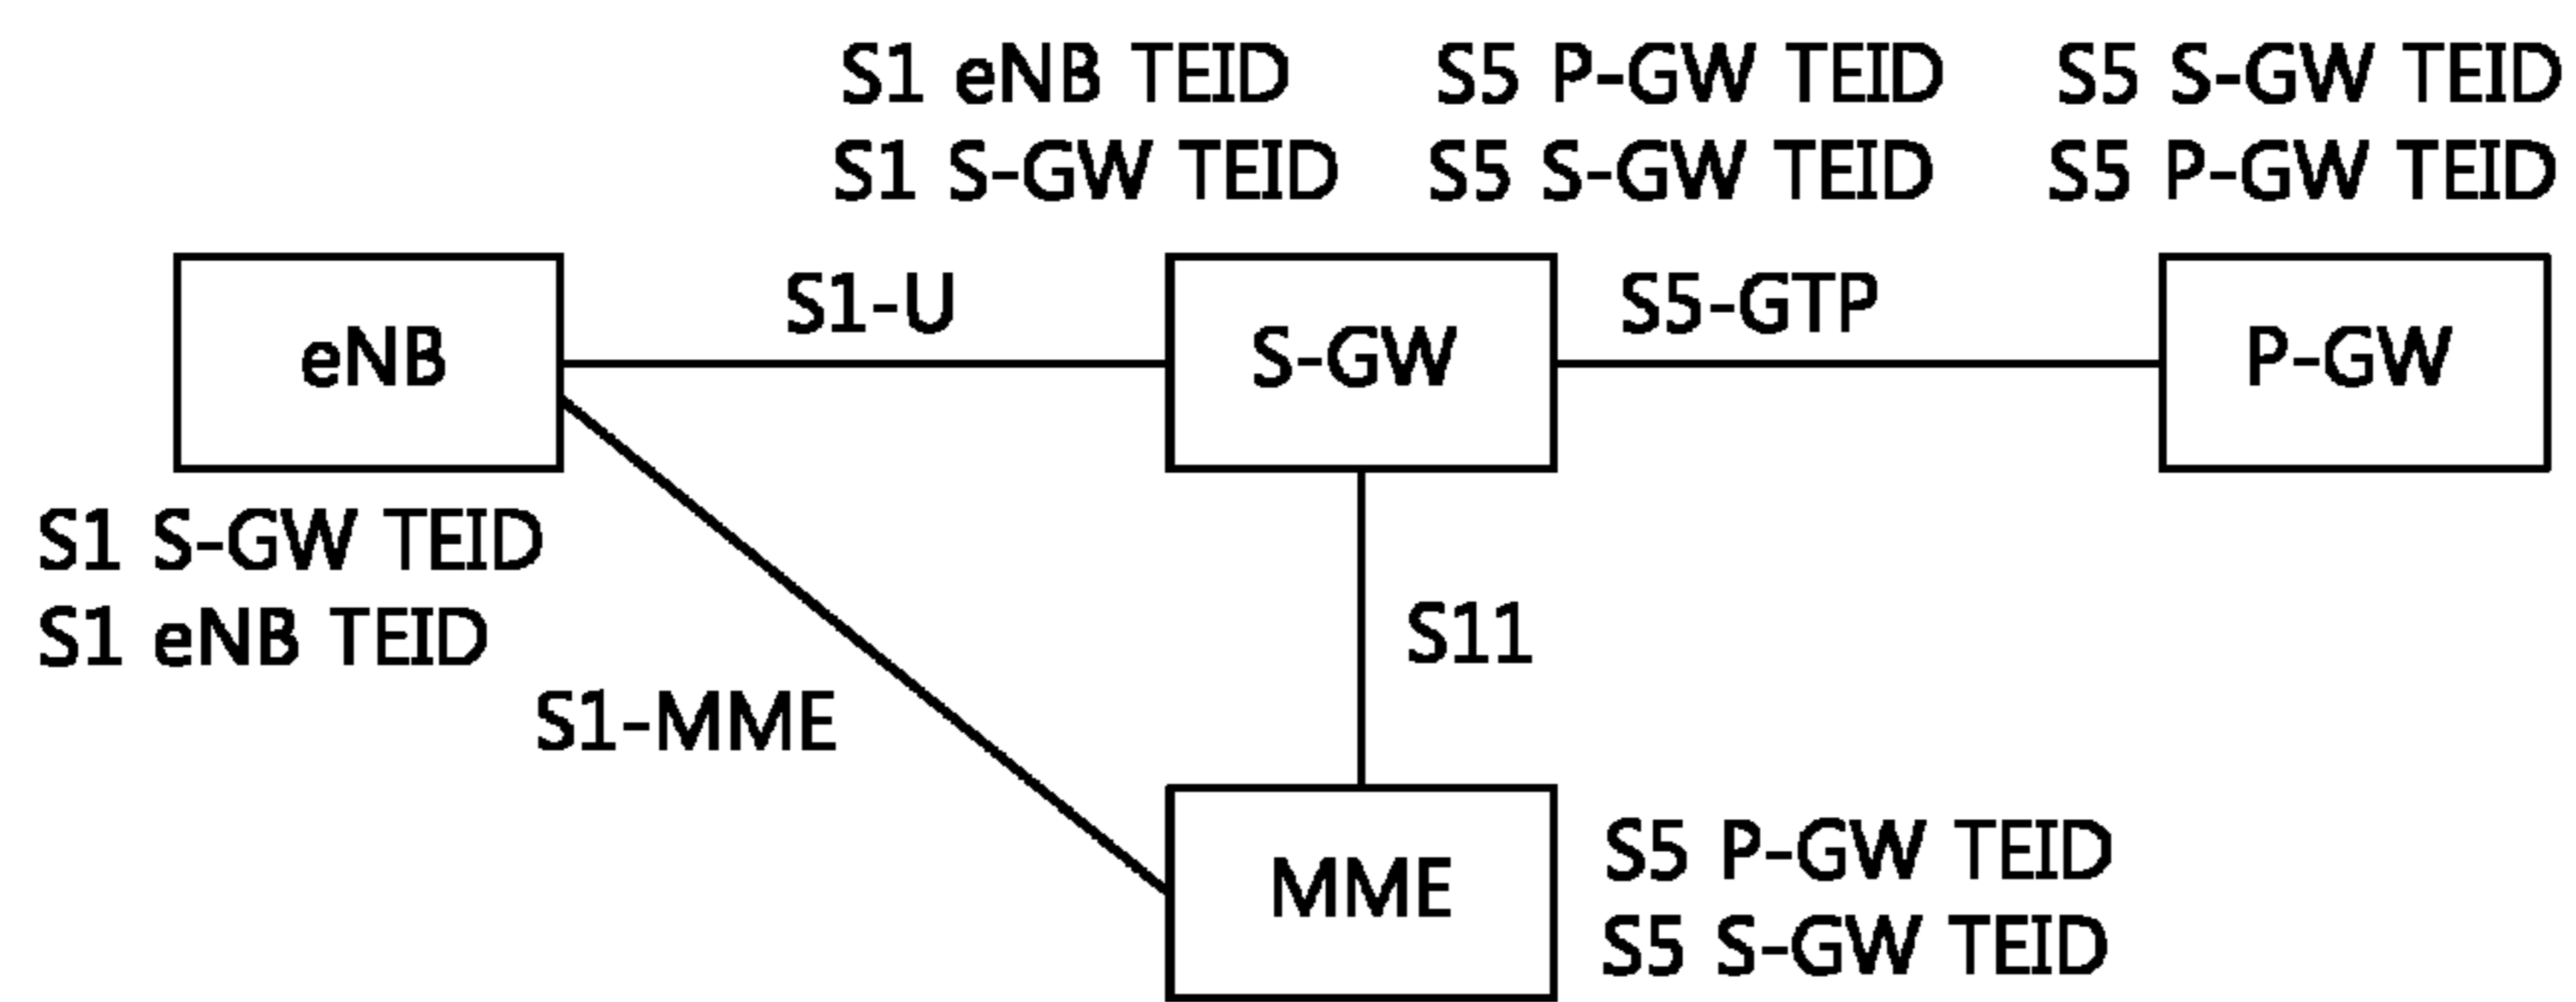 S1 eNB TEID
S1 S-GW TEID
S5 P-GW TEID
S5 S-GW TEID
S5 S-GW TEID
S5 P-GW TEID
eNB
S1-U
S-GW
S5-GTP
P-GW
S1 S-GW TEID
S1 eNB TEID
S1-MME
S11
MME
S5 P-GW TEID
S5 S-GW TEID